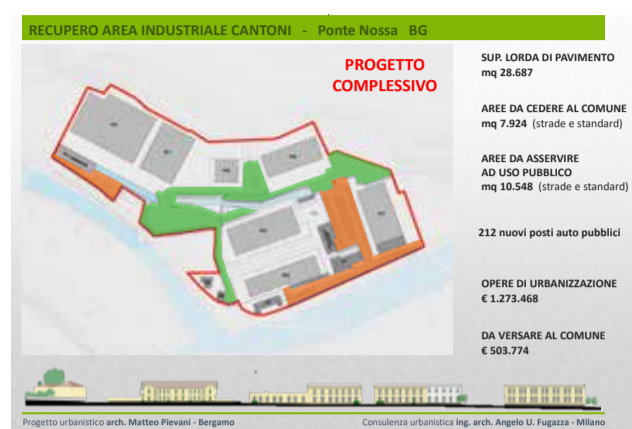 RECUPERO AREA INDUSTRIALE CANTONI - Ponte Nossa BG
PROGETTO
COMPLESSIVO
SUP. LORDA DI PAVIMENTO
mq 28.687
AREE DA CEDERE AL COMUNE
mq 7.924 (strade e standard)
AREE DA ASSERVIRE
AD USO PUBBLICO
mq 10.548 (strade e standard)
212 nuovi posti auto pubblici
OPERE DI URBANIZZAZIONE
€ 1.273.468
DA VERSARE AL COMUNE
€ 503.774
Progetto urbanistico arch. Matteo Pievani - Bergamo
Consulenza urbanistica ing. arch. Angelo U. Fugazza - Milano